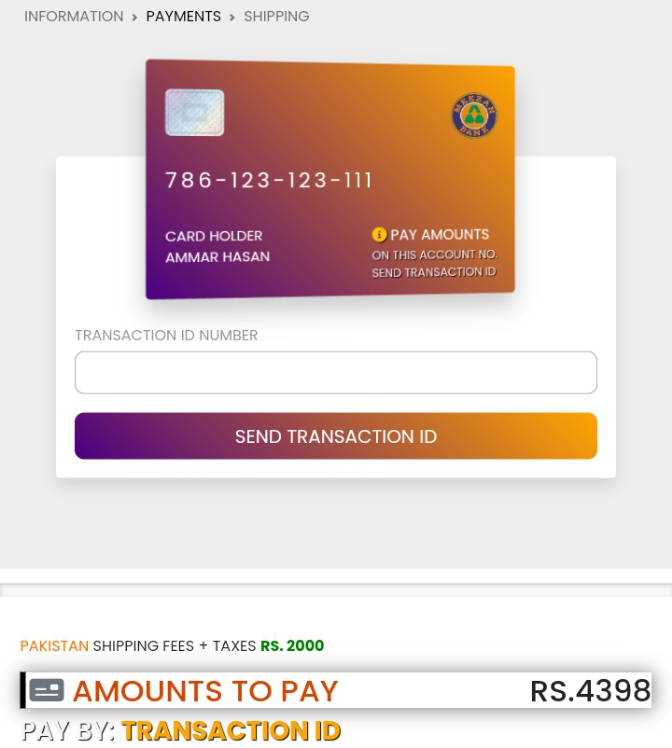 INFORMATION › PAYMENTS › SHIPPING
MEEZAN BANK
786-123-123-111
CARD HOLDER
AMMAR HASAN
PAY AMOUNTS
ON THIS ACCOUNT NO.
SEND TRANSACTION ID
TRANSACTION ID NUMBER
SEND TRANSACTION ID
PAKISTAN SHIPPING FEES + TAXES RS. 2000
AMOUNTS TO PAY RS.4398
PAY BY: TRANSACTION ID